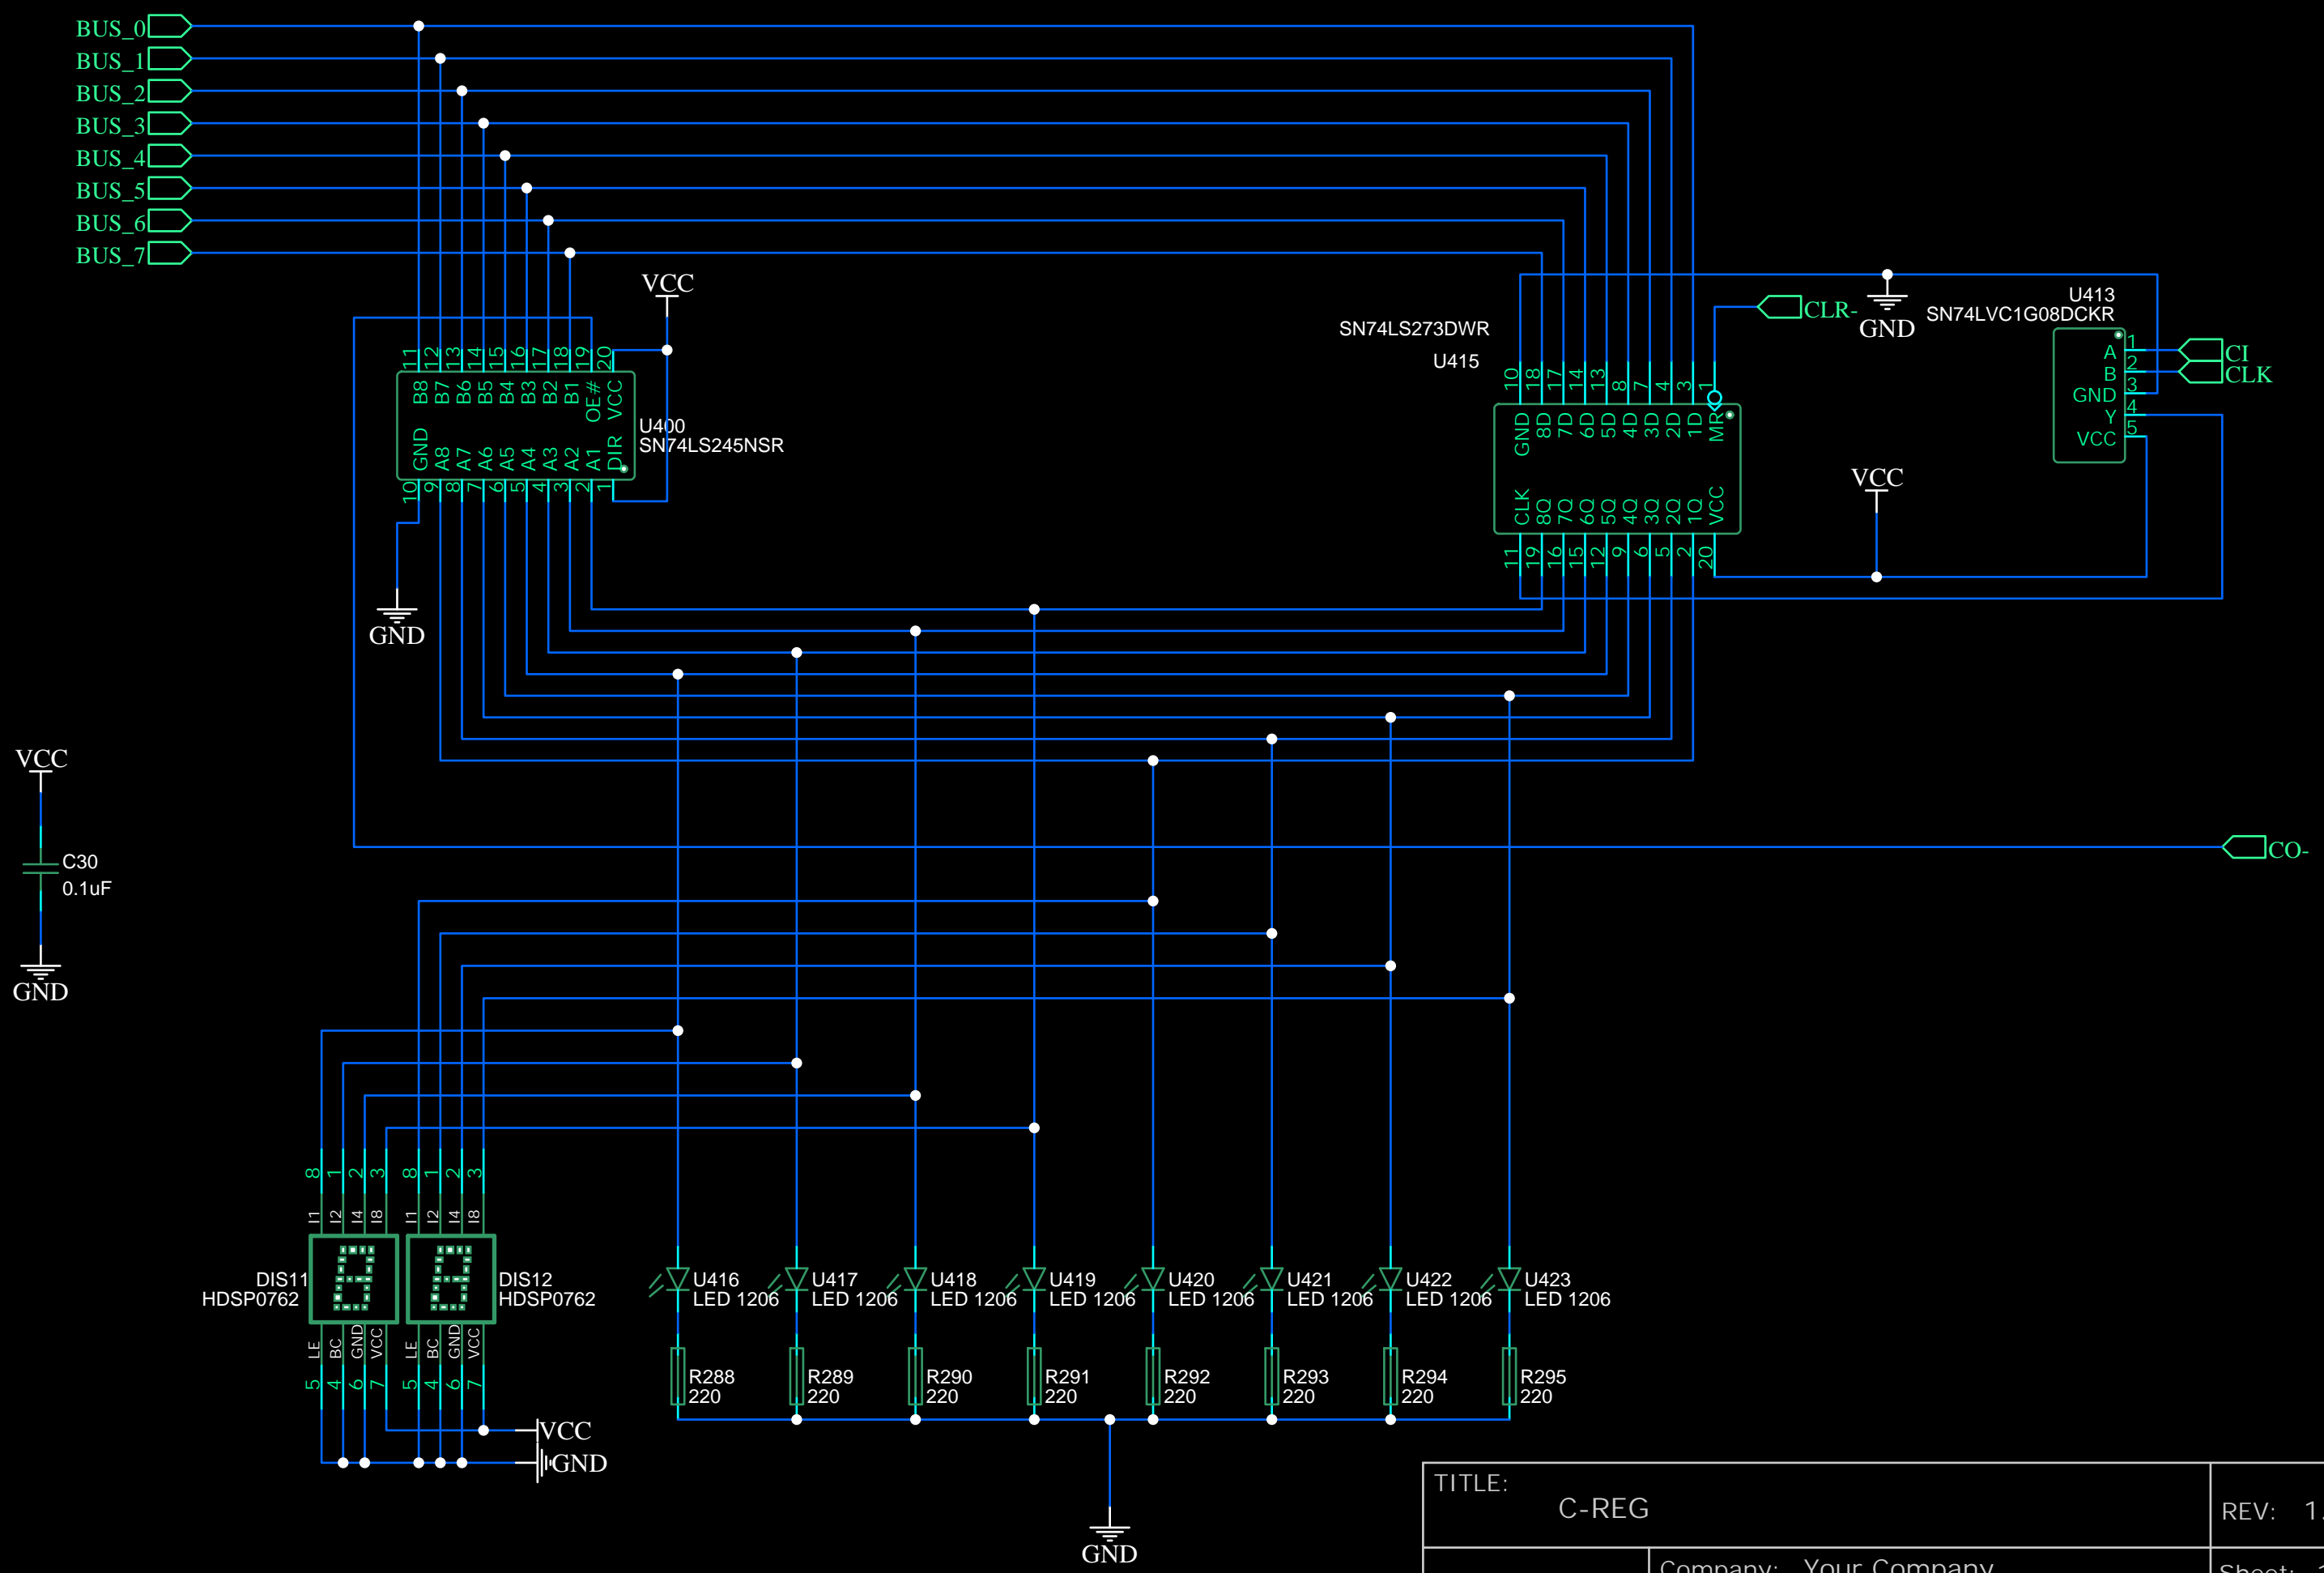 BUS_0
BUS_1
BUS_2
BUS_3
BUS_4
BUS_5
BUS_6
BUS_7
VCC
11 12 13 14 15 16 17 18 19 20
B8 B7 B6 B5 B4 B3 B2 B1 OE# VCC
GND A8 A7 A6 A5 A4 A3 A2 A1 DIR
10 9 8 7 6 5 4 3 2 1
U400
SN74LS245NSR
GND
SN74LS273DWR
U415
10 18 17 14 13 8 7 4 3 1
GND 8D 7D 6D 5D 4D 3D 2D 1D MR
CLK 8Q 7Q 6Q 5Q 4Q 3Q 2Q 1Q VCC
11 19 16 15 12 9 6 5 2 20
CLR-
GND
U413
SN74LVC1G08DCKR
A 1
B 2
GND 3
Y 4
VCC 5
CI
CLK
VCC
VCC
C30
0.1uF
GND
CO-
8 1 2 3 8 1 2 3
I1 I2 I4 I8 I1 I2 I4 I8
DIS11
HDSP0762
DIS12
HDSP0762
LE BC GND VCC LE BC GND VCC
5 4 6 7 5 4 6 7
VCC
GND
U416
LED 1206
U417
LED 1206
U418
LED 1206
U419
LED 1206
U420
LED 1206
U421
LED 1206
U422
LED 1206
U423
LED 1206
R288
220
R289
220
R290
220
R291
220
R292
220
R293
220
R294
220
R295
220
GND
TITLE:
C-REG
REV: 1.
Company: Your Company
Sheet: